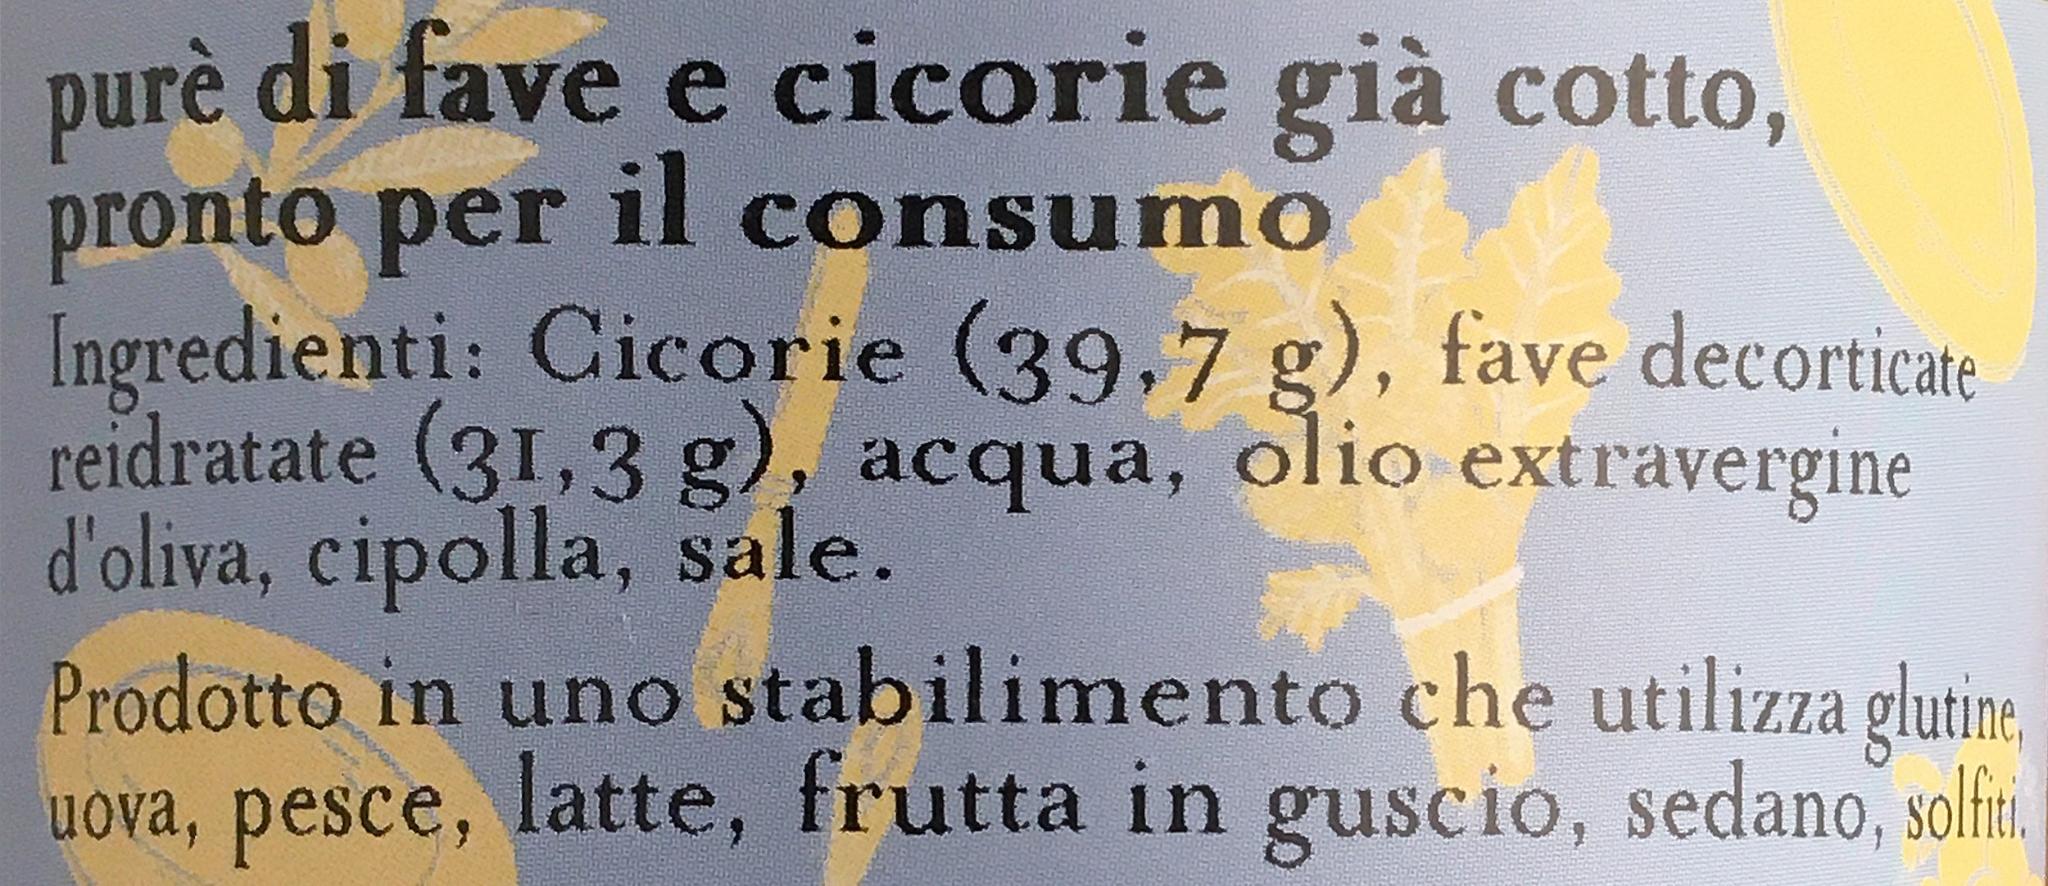 purè di fave e cicorie già cotto,
pronto per il consumo
Ingredienti: Cicorie (39,7 g), fave decorticate
reidratate (31,3 g), acqua, olio extravergine
d'oliva, cipolla, sale.
Prodotto in uno stabilimento che utilizza glutine,
uova, pesce, latte, frutta in guscio, sedano, solfiti.